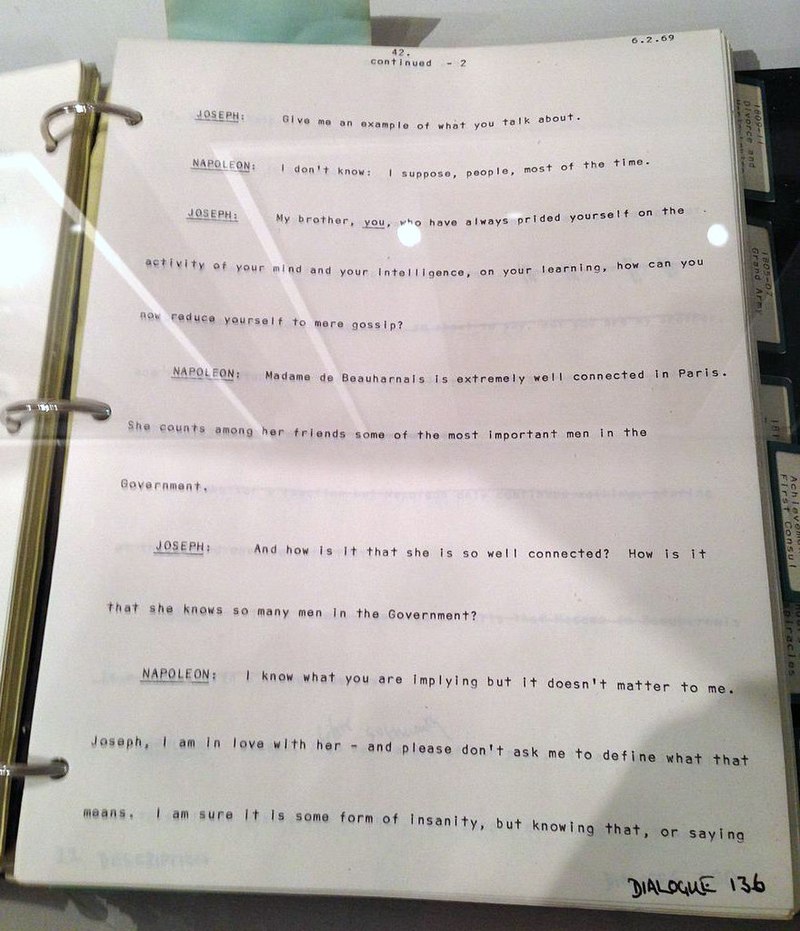 6.2.69
42.
continued - 2
JOSEPH: Give me an example of what you talk about.
NAPOLEON: I don't know: I suppose, people, most of the time.
JOSEPH: My brother, you, who have always prided yourself on the
activity of your mind and your intelligence, on your learning, how can you
now reduce yourself to mere gossip?
NAPOLEON: Madame de Beauharnais is extremely well connected in Paris.
She counts among her friends some of the most important men in the
Government.
JOSEPH: And how is it that she is so well connected? How is it
that she knows so many men in the Government?
NAPOLEON: I know what you are implying but it doesn't matter to me.
Joseph, I am in love with her - and please don't ask me to define what that
means. I am sure it is some form of insanity, but knowing that, or saying
DIALOGUE 136
1809-11
Divorce and
1805-07
Grand Army
First Consul